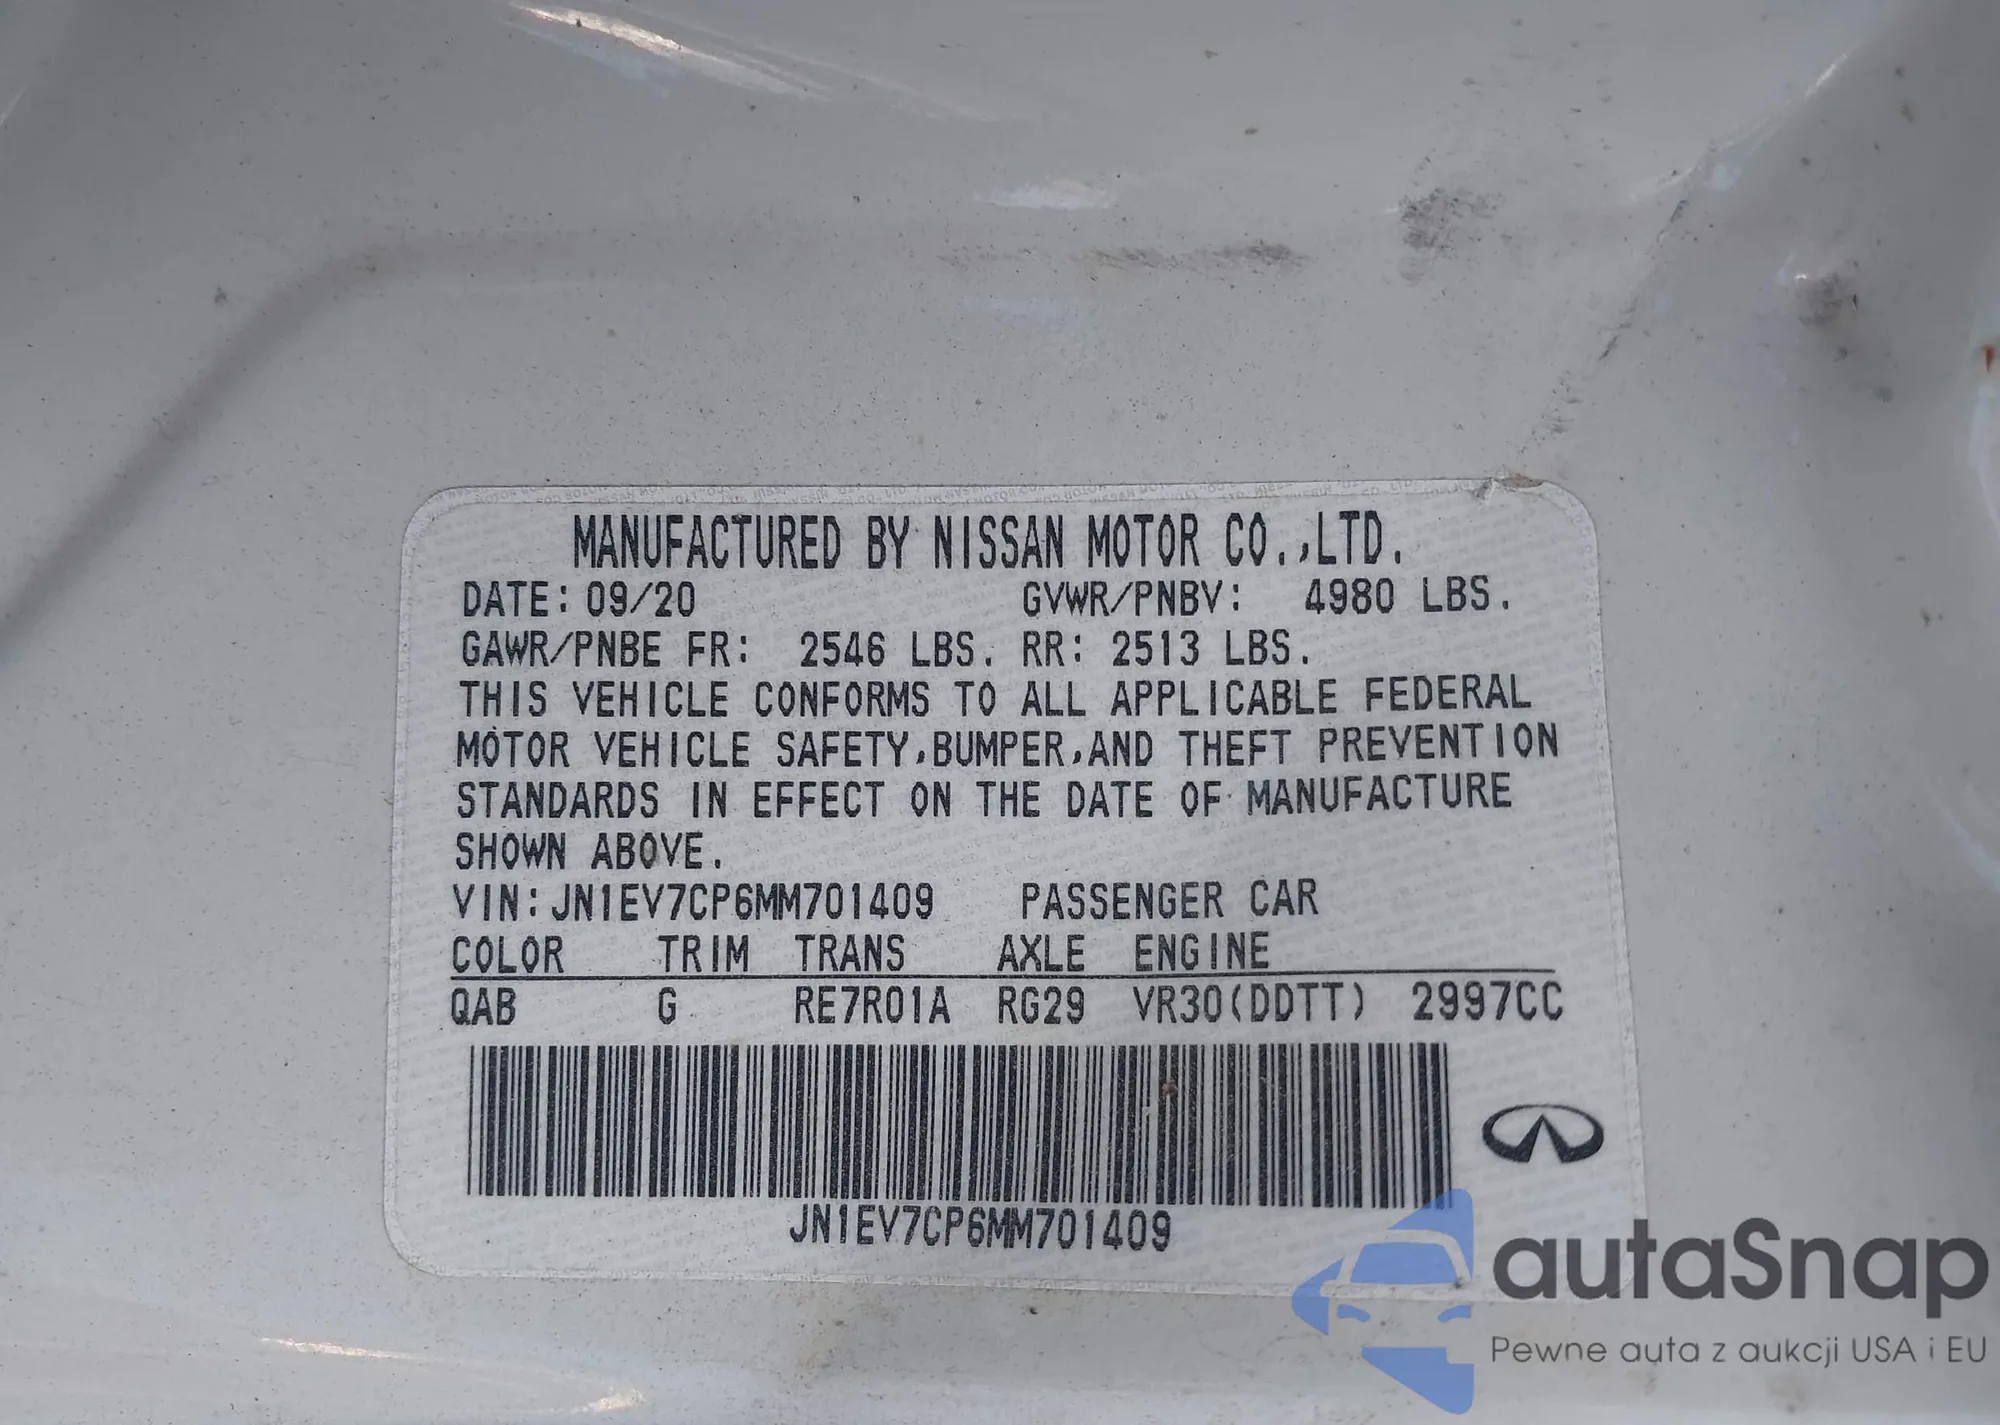 MANUFACTURED BY NISSAN MOTOR CO.,LTD.
DATE: 09/20 GVWR/PNBV: 4980 LBS.
GAWR/PNBE FR: 2546 LBS. RR: 2513 LBS.
THIS VEHICLE CONFORMS TO ALL APPLICABLE FEDERAL
MOTOR VEHICLE SAFETY,BUMPER,AND THEFT PREVENTION
STANDARDS IN EFFECT ON THE DATE OF MANUFACTURE
SHOWN ABOVE.
VIN:JN1EV7CP6MM701409 PASSENGER CAR
COLOR TRIM TRANS AXLE ENGINE
QAB G RE7R01A RG29 VR30(DDTT) 2997CC
JN1EV7CP6MM701409
autaSnap
Pewne auta z aukcji USA i EU